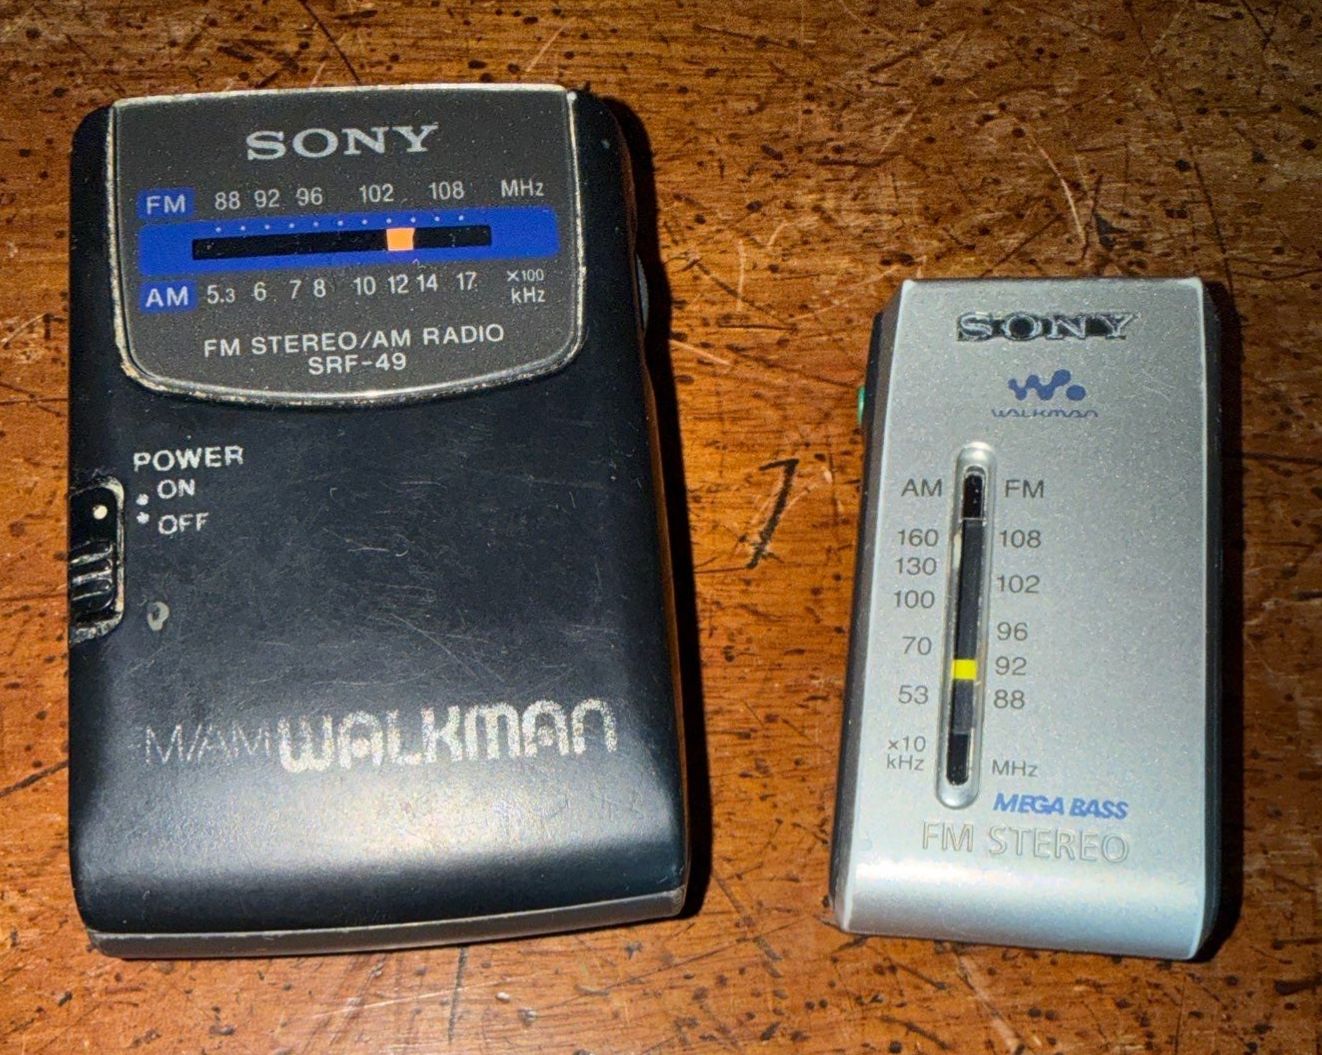 SONY
FM 88 92 96 102 108 MHz
AM 5.3 6 7 8 10 12 14 17 ×100 kHz
FM STEREO/AM RADIO
SRF-49
POWER
ON
OFF
M/AM WALKMAN
SONY
WALKMAN
AM FM
160 108
130
100 102
70 96
92
53 88
×10
kHz MHz
MEGA BASS
FM STEREO